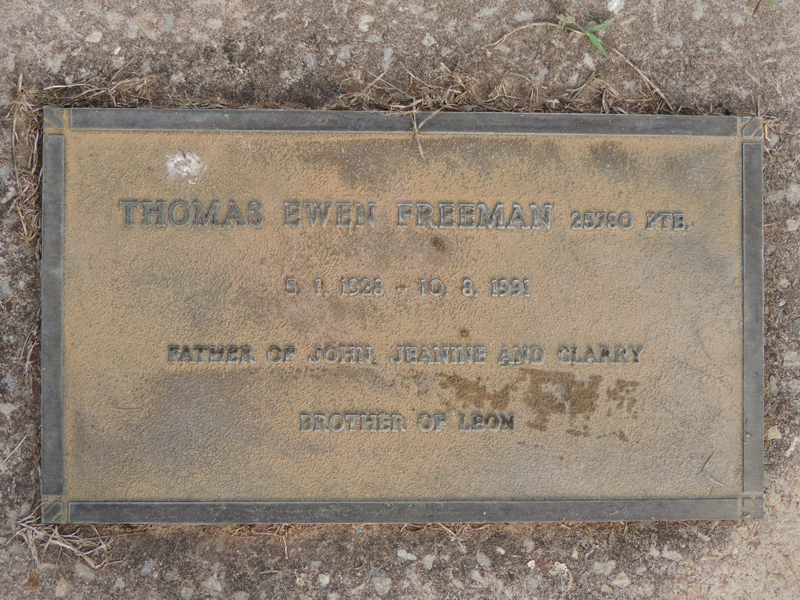 THOMAS EWEN FREEMAN 25780 PTE.
5. 1. 1928 - 10. 8. 1991
FATHER OF JOHN, JEANINE AND CLARRY
BROTHER OF LEON